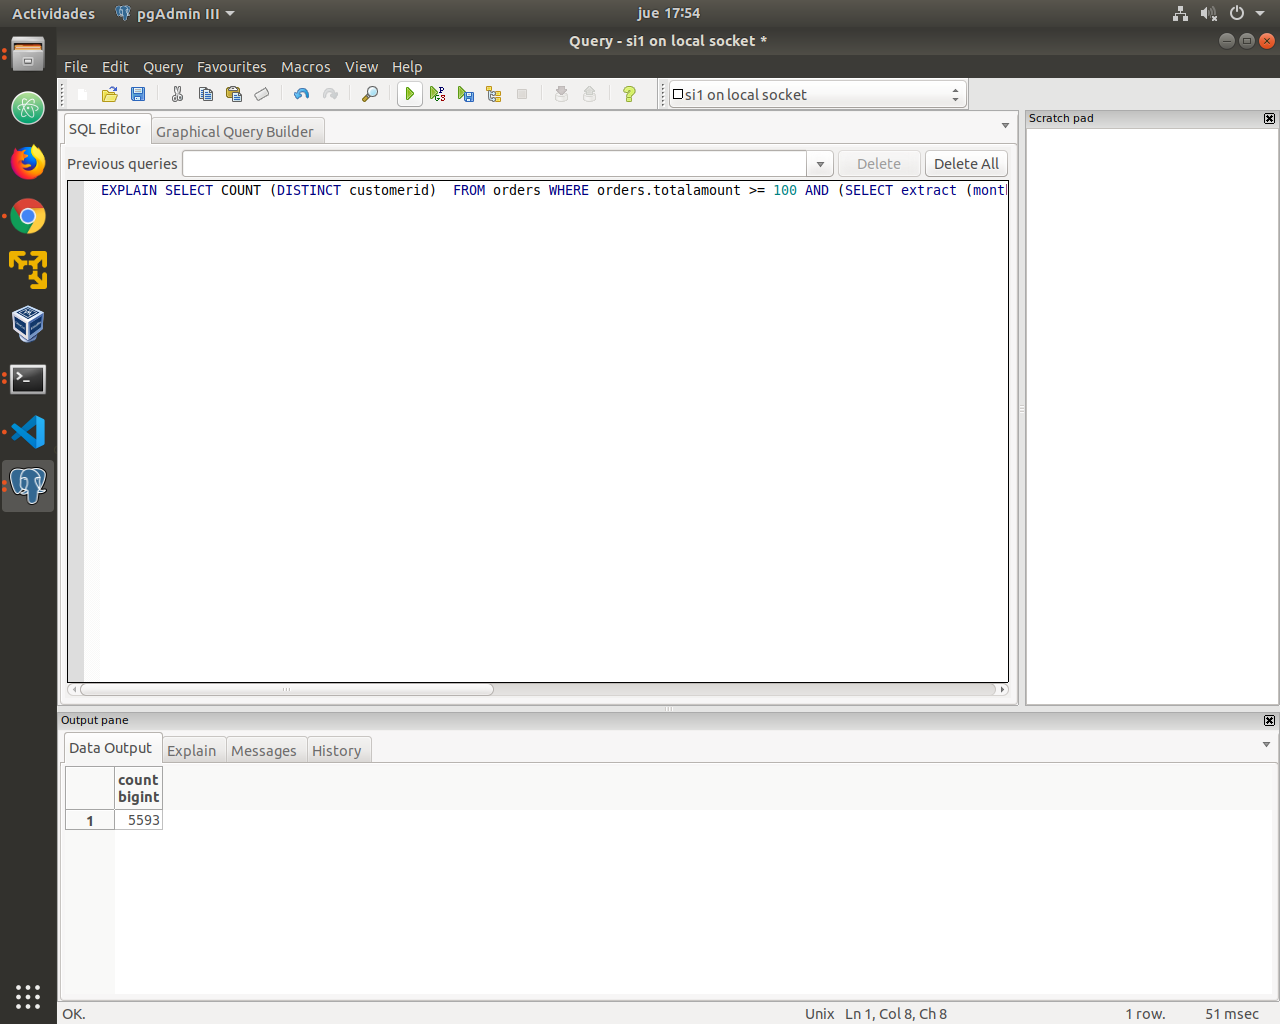 Actividades pgAdmin III jue 17:54
Query - si1 on local socket *
File Edit Query Favourites Macros View Help
si1 on local socket
SQL Editor Graphical Query Builder Scratch pad
Previous queries Delete Delete All
EXPLAIN SELECT COUNT (DISTINCT customerid)  FROM orders WHERE orders.totalamount >= 100 AND (SELECT extract (mont
Output pane
Data Output Explain Messages History
count
bigint
1 5593
OK. Unix Ln 1, Col 8, Ch 8 1 row. 51 msec